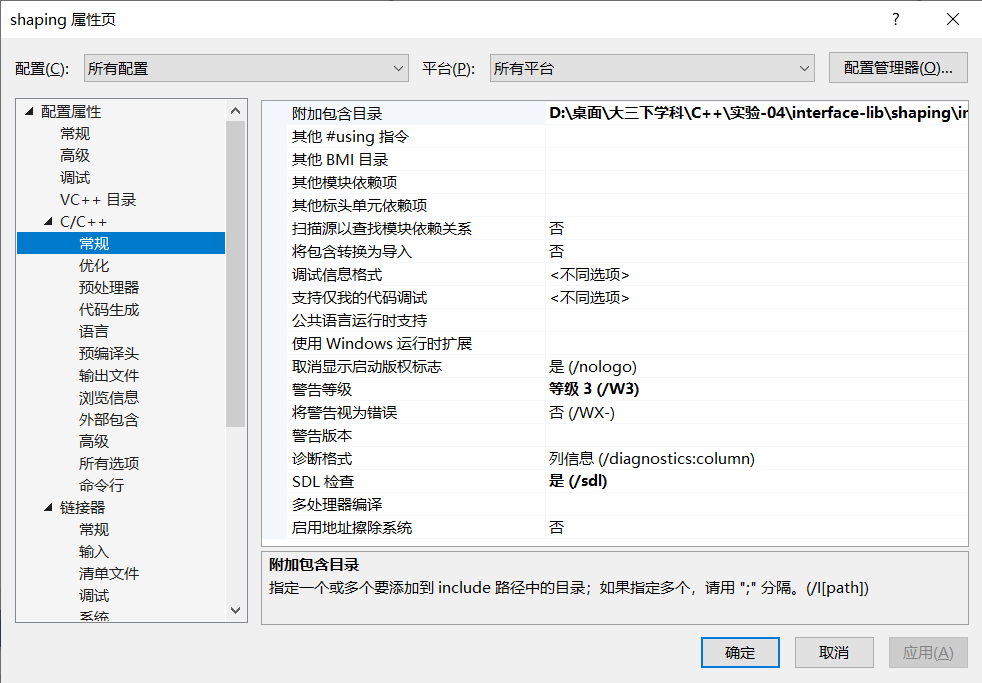 shaping 属性页
?
配置(C):
所有配置
平台(P):
所有平台
配置管理器(O)...
配置属性
常规
高级
调试
VC++ 目录
C/C++
常规
优化
预处理器
代码生成
语言
预编译头
输出文件
浏览信息
外部包含
高级
所有选项
命令行
链接器
常规
输入
清单文件
调试
系统
附加包含目录 D:\桌面\大三下学科\C++\实验-04\interface-lib\shaping\in
其他 #using 指令
其他 BMI 目录
其他模块依赖项
其他标头单元依赖项
扫描源以查找模块依赖关系 否
将包含转换为导入 否
调试信息格式 <不同选项>
支持仅我的代码调试 <不同选项>
公共语言运行时支持
使用 Windows 运行时扩展
取消显示启动版权标志 是 (/nologo)
警告等级 等级 3 (/W3)
将警告视为错误 否 (/WX-)
警告版本
诊断格式 列信息 (/diagnostics:column)
SDL 检查 是 (/sdl)
多处理器编译
启用地址擦除系统 否
附加包含目录
指定一个或多个要添加到 include 路径中的目录；如果指定多个，请用 ";" 分隔。(/I[path])
确定
取消
应用(A)